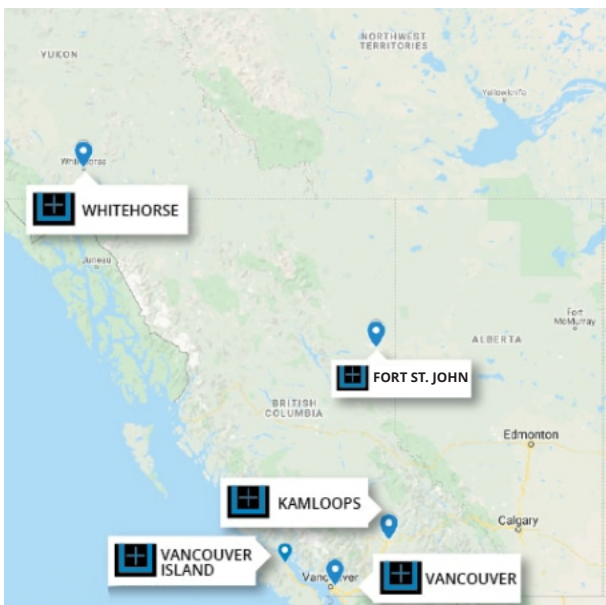 NORTHWEST
TERRITORIES
YUKON
Yellowknife
Whitehorse
WHITEHORSE
Juneau
Fort
McMurray
ALBERTA
FORT ST. JOHN
BRITISH
COLUMBIA
Edmonton
KAMLOOPS
Calgary
VANCOUVER
ISLAND
Vancouver
VANCOUVER